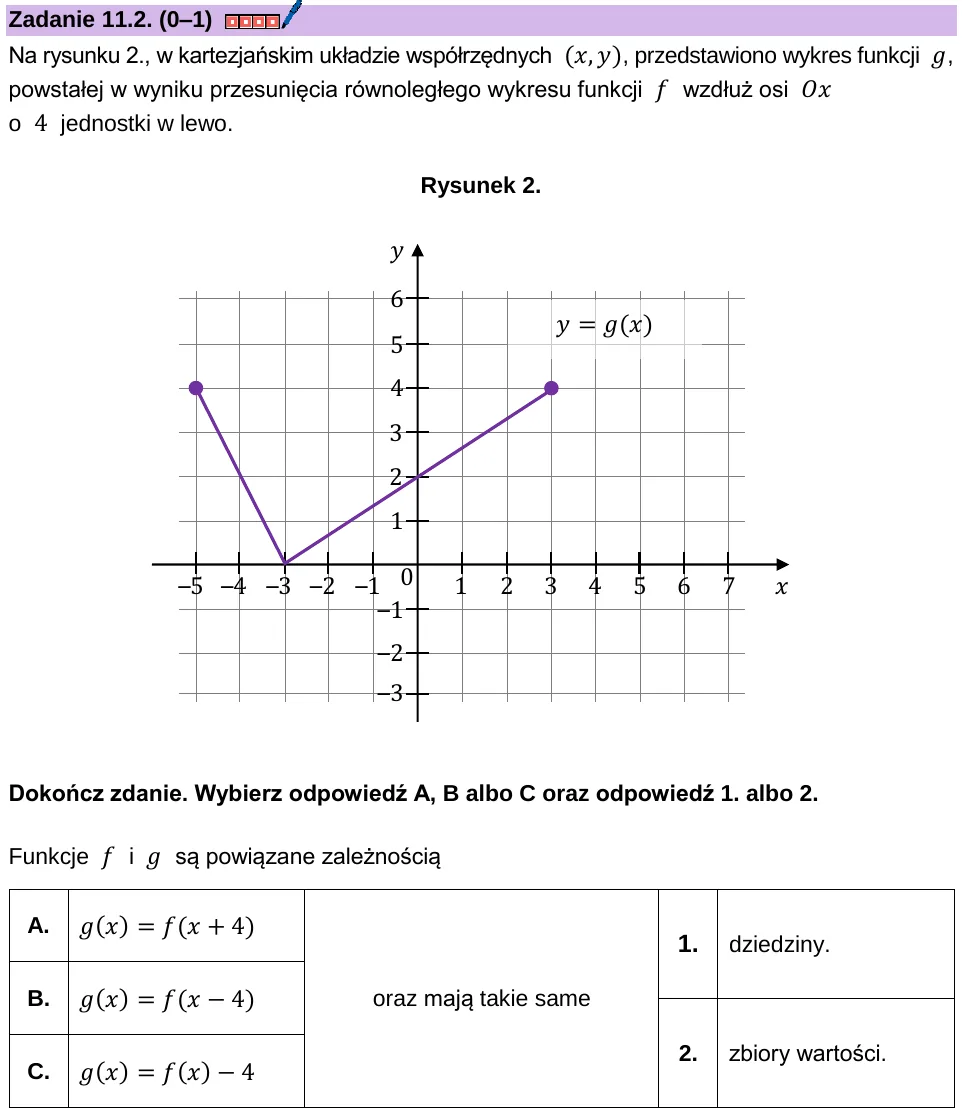 Zadanie 11.2. (0–1)
Na rysunku 2., w kartezjańskim układzie współrzędnych (x, y), przedstawiono wykres funkcji g,
powstałej w wyniku przesunięcia równoległego wykresu funkcji f wzdłuż osi Ox
o 4 jednostki w lewo.
Rysunek 2.
y
6
y = g(x)
5
4
3
2
1
0
–5 –4 –3 –2 –1 1 2 3 4 5 6 7 x
–1
–2
–3
Dokończ zdanie. Wybierz odpowiedź A, B albo C oraz odpowiedź 1. albo 2.
Funkcje f i g są powiązane zależnością
A. g(x) = f(x + 4)
B. g(x) = f(x − 4)
C. g(x) = f(x) − 4
oraz mają takie same
1. dziedziny.
2. zbiory wartości.